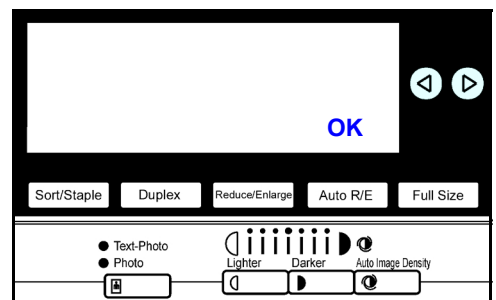 OK
Sort/Staple Duplex Reduce/Enlarge Auto R/E Full Size
Text-Photo
Photo
Lighter Darker Auto Image Density